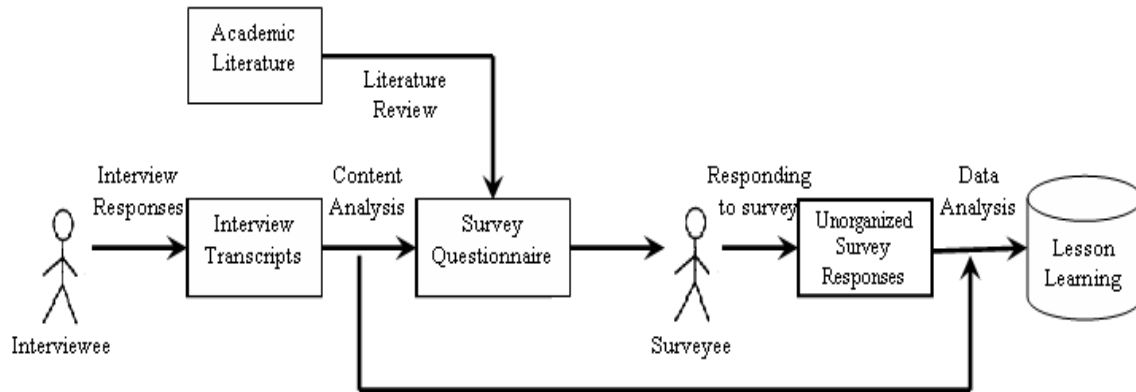 Academic
Literature
Literature
Review
Interview
Responses
Content
Analysis
Responding
to survey
Data
Analysis
Interview
Transcripts
Survey
Questionnaire
Unorganized
Survey
Responses
Lesson
Learning
Interviewee
Surveyee